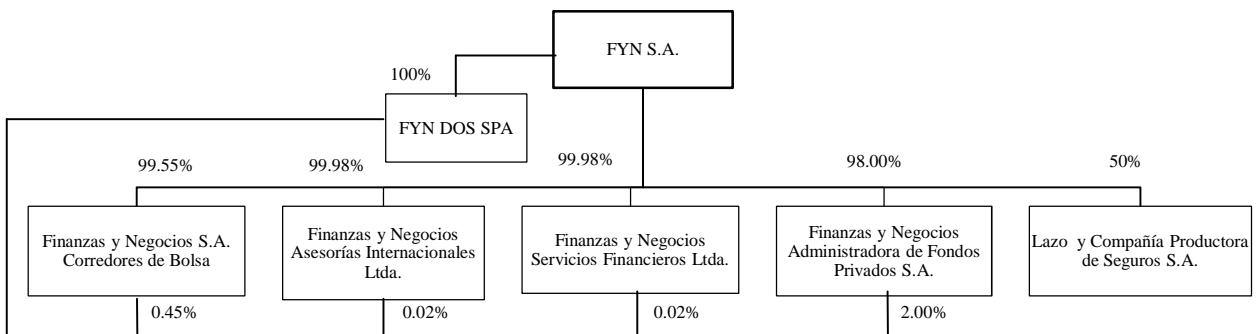 FYN S.A.
100%
FYN DOS SPA
99.55%
99.98%
99.98%
98.00%
50%
Finanzas y Negocios S.A.
Corredores de Bolsa
Finanzas y Negocios
Asesorías Internacionales
Ltda.
Finanzas y Negocios
Servicios Financieros Ltda.
Finanzas y Negocios
Administradora de Fondos
Privados S.A.
Lazo y Compañía Productora
de Seguros S.A.
0.45%
0.02%
0.02%
2.00%